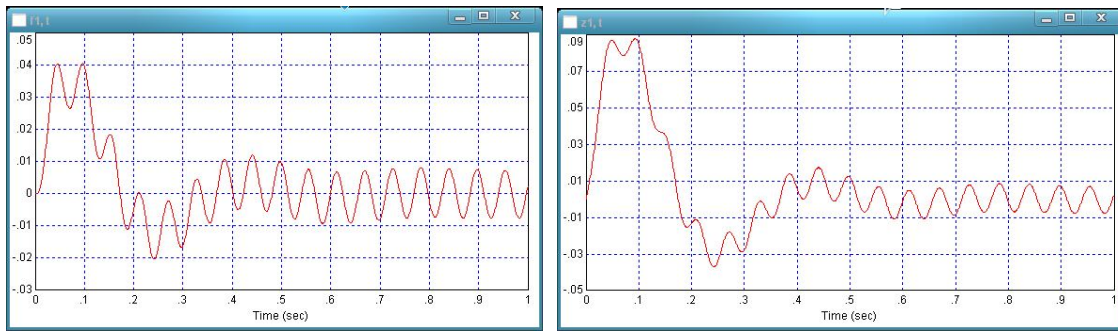 f1,t
.05
.04
.03
.02
.01
0
-.01
-.02
-.03
0 .1 .2 .3 .4 .5 .6 .7 .8 .9 1
Time (sec)
z1,t
.09
.07
.05
.03
.01
-.01
-.03
-.05
0 .1 .2 .3 .4 .5 .6 .7 .8 .9 1
Time (sec)